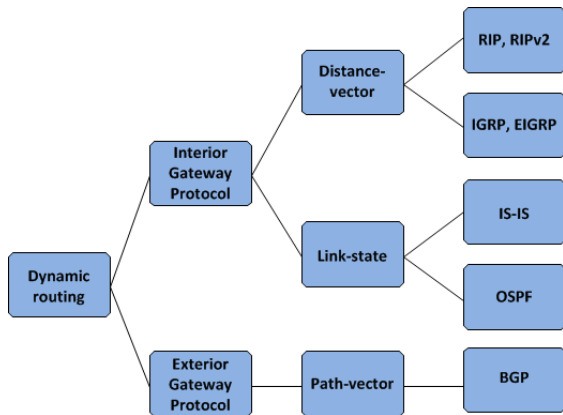 RIP, RIPv2
Distance-
vector
IGRP, EIGRP
Interior
Gateway
Protocol
IS-IS
Link-state
Dynamic
routing
OSPF
Exterior
Gateway
Protocol
Path-vector
BGP